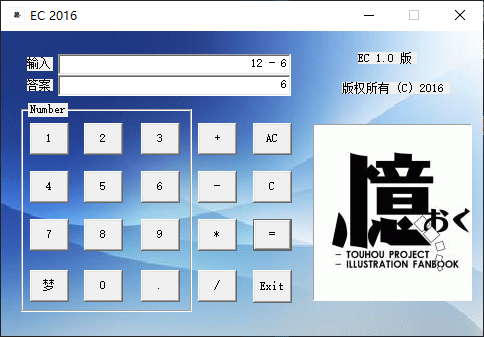 EC 2016
输入
12 - 6
EC 1.0 版
答案
6
版权所有 (C) 2016
Number
1 2 3 + AC
4 5 6 - C
7 8 9 * =
梦 0 . / Exit
憶
おく
- TOUHOU PROJECT
- ILLUSTRATION FANBOOK